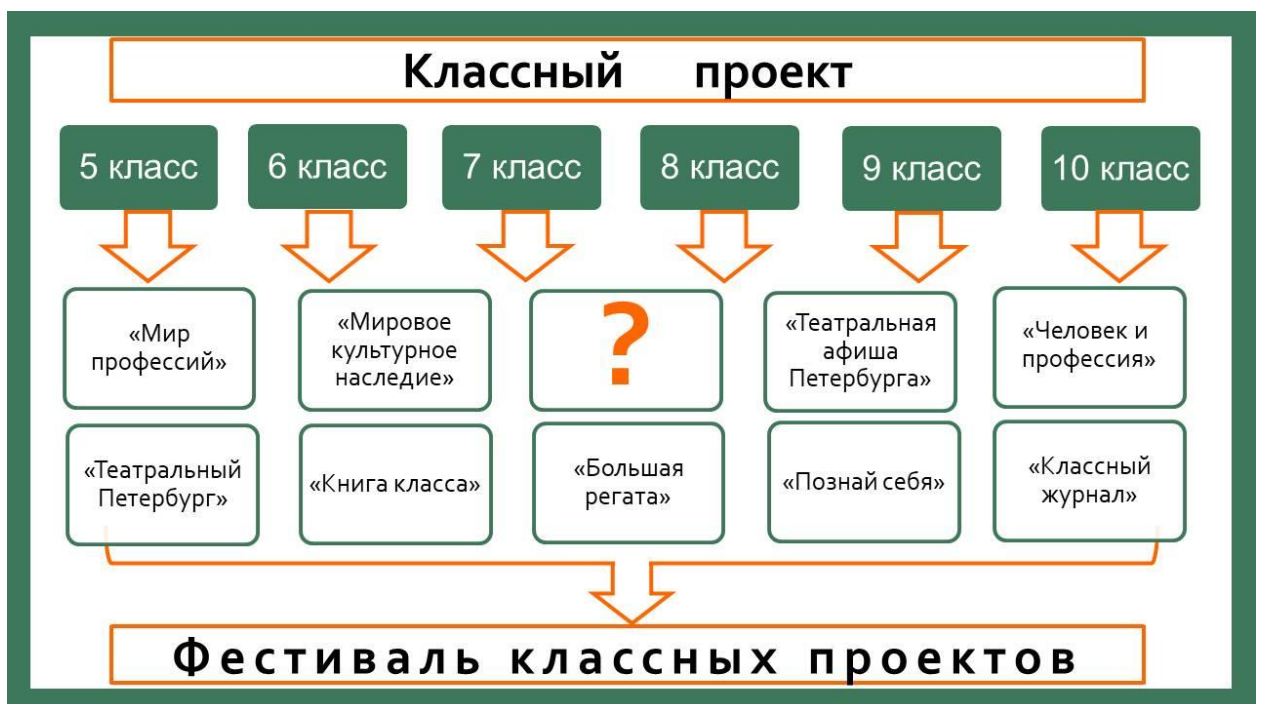 Классный проект
5 класс
6 класс
7 класс
8 класс
9 класс
10 класс
«Мир
профессий»
«Мировое
культурное
наследие»
?
«Театральная
афиша
Петербурга»
«Человек и
профессия»
«Театральный
Петербург»
«Книга класса»
«Большая
регата»
«Познай себя»
«Классный
журнал»
Фестиваль классных проектов